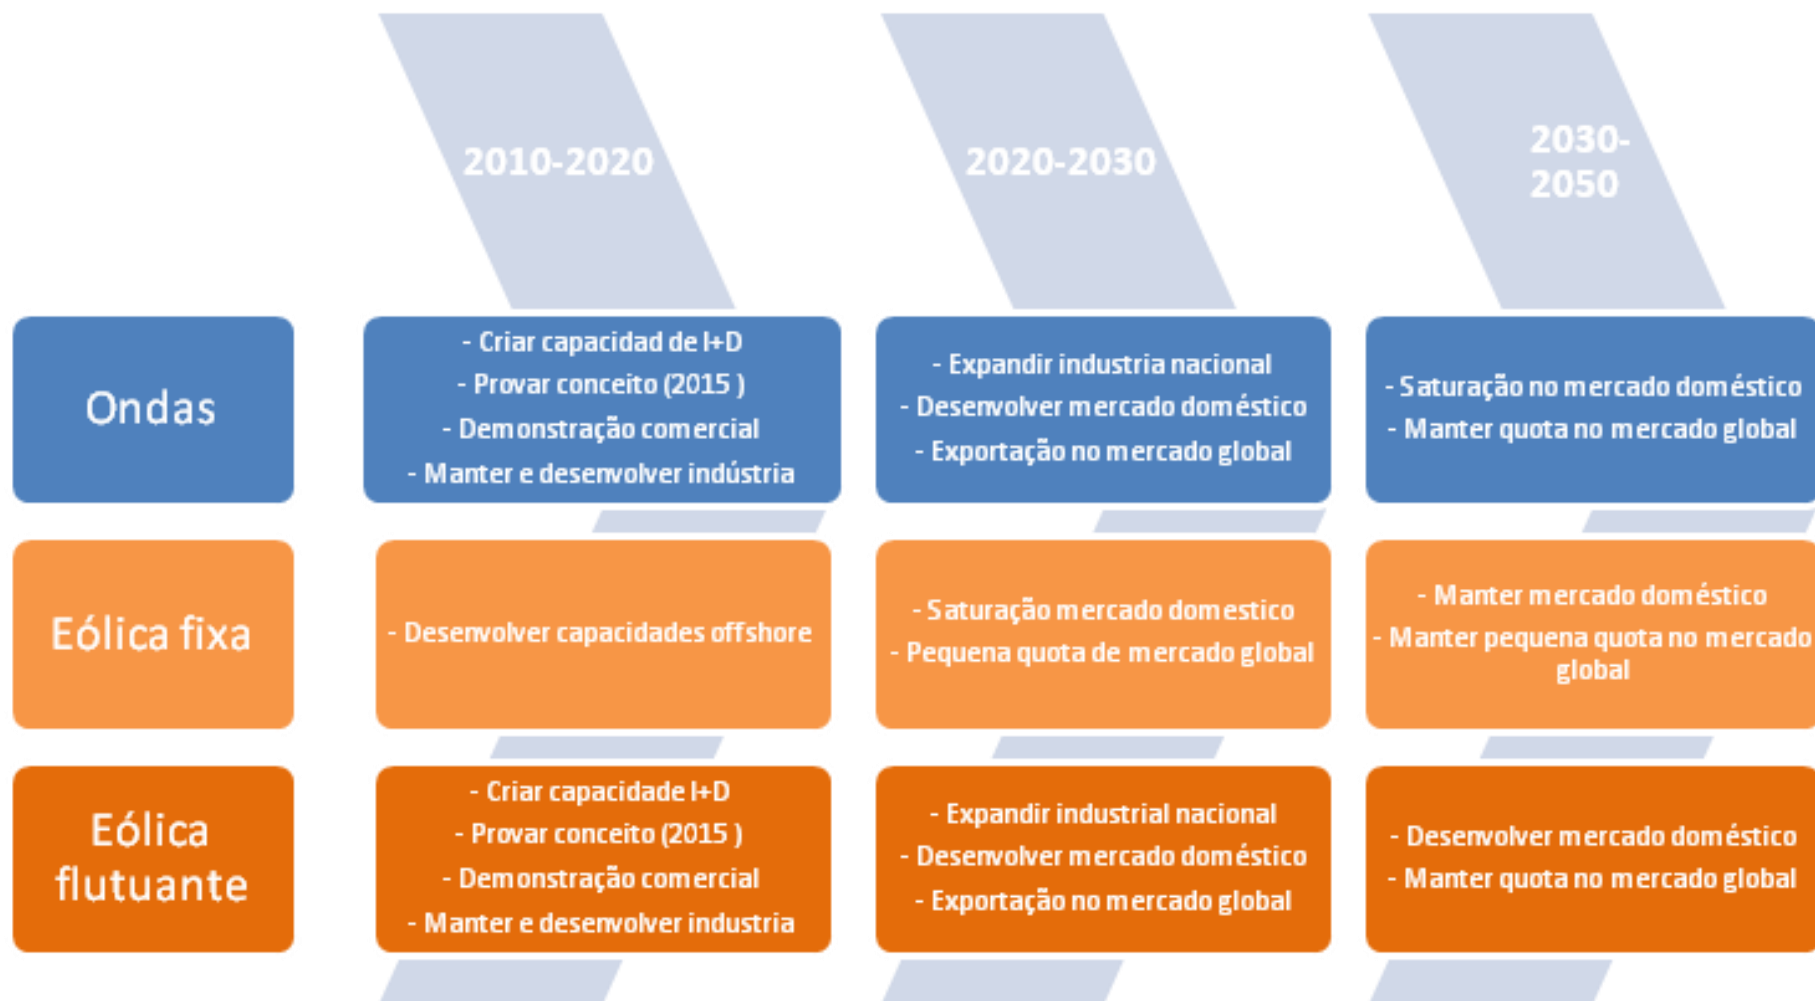 2010-2020
2020-2030
2030-
2050
Ondas
- Criar capacidad de I+D
- Provar conceito (2015 )
- Demonstração comercial
- Manter e desenvolver indústria
- Expandir industria nacional
- Desenvolver mercado doméstico
- Exportação no mercado global
- Saturação no mercado doméstico
- Manter quota no mercado global
Eólica fixa
- Desenvolver capacidades offshore
- Saturação mercado domestico
- Pequena quota de mercado global
- Manter mercado doméstico
- Manter pequena quota no mercado
global
Eólica
flutuante
- Criar capacidade I+D
- Provar conceito (2015 )
- Demonstração comercial
- Manter e desenvolver industria
- Expandir industrial nacional
- Desenvolver mercado doméstico
- Exportação no mercado global
- Desenvolver mercado doméstico
- Manter quota no mercado global